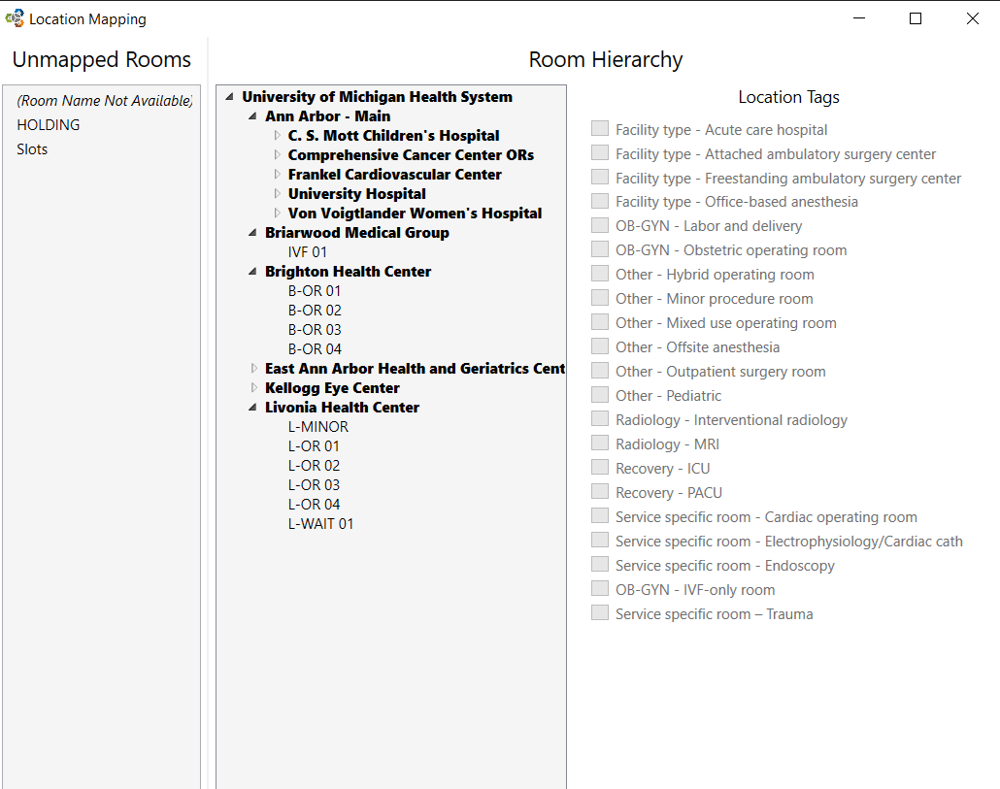 Location Mapping
Unmapped Rooms
(Room Name Not Available)
HOLDING
Slots
Room Hierarchy
University of Michigan Health System
Ann Arbor - Main
C. S. Mott Children's Hospital
Comprehensive Cancer Center ORs
Frankel Cardiovascular Center
University Hospital
Von Voigtlander Women's Hospital
Briarwood Medical Group
IVF 01
Brighton Health Center
B-OR 01
B-OR 02
B-OR 03
B-OR 04
East Ann Arbor Health and Geriatrics Cent
Kellogg Eye Center
Livonia Health Center
L-MINOR
L-OR 01
L-OR 02
L-OR 03
L-OR 04
L-WAIT 01
Location Tags
Facility type - Acute care hospital
Facility type - Attached ambulatory surgery center
Facility type - Freestanding ambulatory surgery center
Facility type - Office-based anesthesia
OB-GYN - Labor and delivery
OB-GYN - Obstetric operating room
Other - Hybrid operating room
Other - Minor procedure room
Other - Mixed use operating room
Other - Offsite anesthesia
Other - Outpatient surgery room
Other - Pediatric
Radiology - Interventional radiology
Radiology - MRI
Recovery - ICU
Recovery - PACU
Service specific room - Cardiac operating room
Service specific room - Electrophysiology/Cardiac cath
Service specific room - Endoscopy
OB-GYN - IVF-only room
Service specific room – Trauma